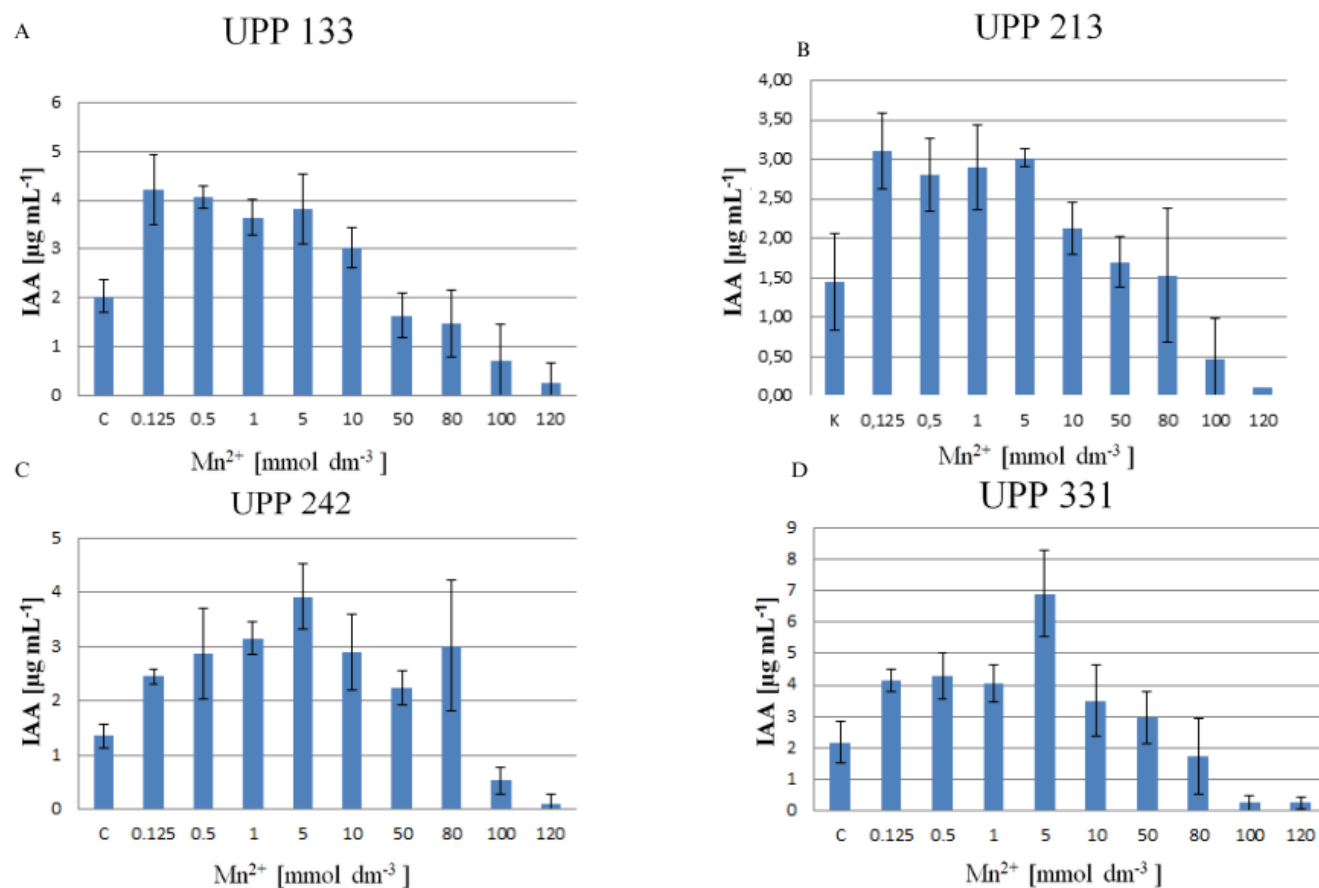 A
UPP 133
IAA [µg mL⁻¹]
6
5
4
3
2
1
0
C 0.125 0.5 1 5 10 50 80 100 120
Mn²⁺ [mmol dm⁻³ ]
B
UPP 213
IAA [µg mL⁻¹]
4,00
3,50
3,00
2,50
2,00
1,50
1,00
0,50
0,00
K 0,125 0,5 1 5 10 50 80 100 120
Mn²⁺ [mmol dm⁻³ ]
C
UPP 242
IAA [µg mL⁻¹]
5
4
3
2
1
0
C 0.125 0.5 1 5 10 50 80 100 120
Mn²⁺ [mmol dm⁻³ ]
D
UPP 331
IAA [µg mL⁻¹]
9
8
7
6
5
4
3
2
1
0
C 0.125 0.5 1 5 10 50 80 100 120
Mn²⁺ [mmol dm⁻³ ]